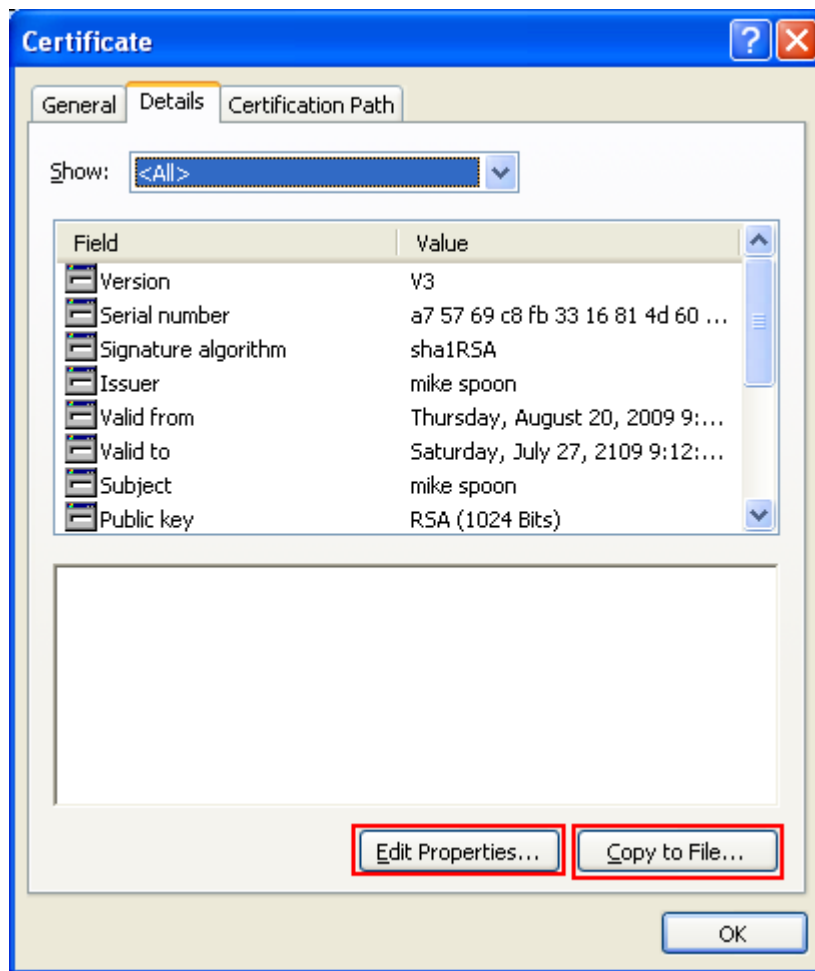 Certificate
General Details Certification Path
Show: <All>
Field Value
Version V3
Serial number a7 57 69 c8 fb 33 16 81 4d 60 ...
Signature algorithm sha1RSA
Issuer mike spoon
Valid from Thursday, August 20, 2009 9:...
Valid to Saturday, July 27, 2109 9:12:...
Subject mike spoon
Public key RSA (1024 Bits)
Edit Properties... Copy to File...
OK